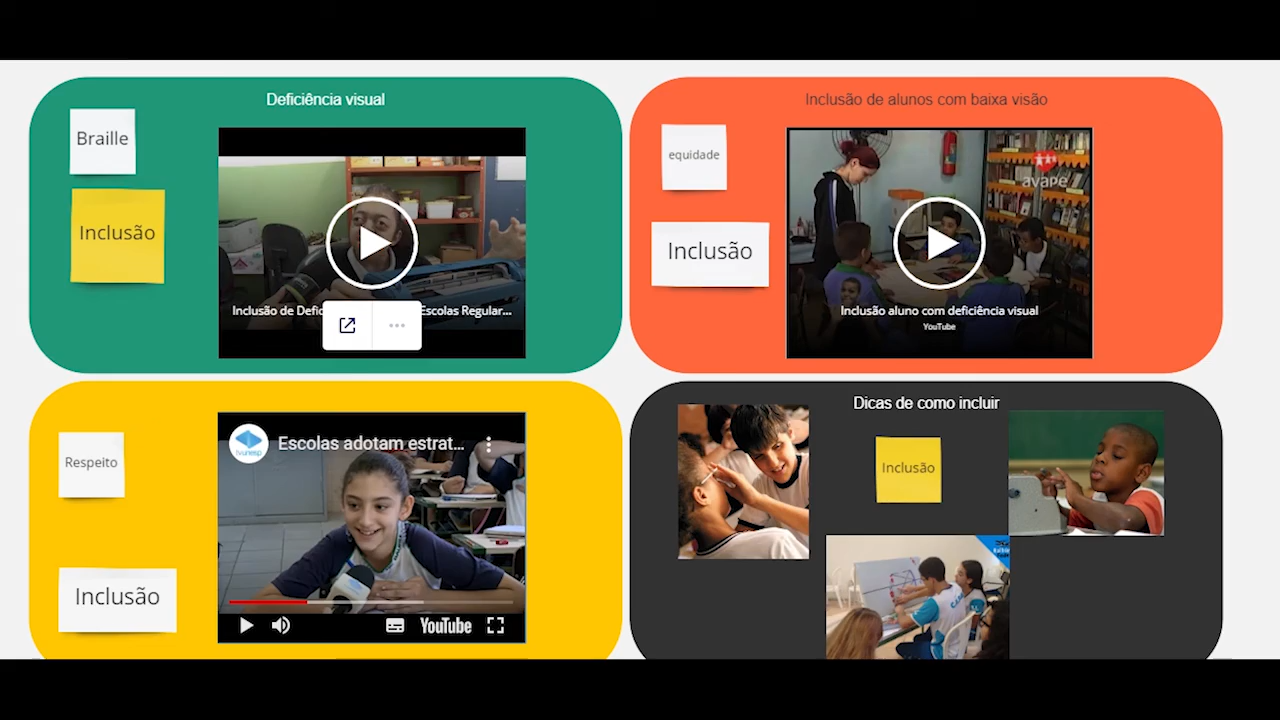 Deficiência visual
Braille
Inclusão
Inclusão de Defic
Escolas Regular...
Inclusão de alunos com baixa visão
equidade
Inclusão
avape
Inclusão aluno com deficiência visual
YouTube
Respeito
Inclusão
tvunesp
Escolas adotam estrat...
YouTube
Dicas de como incluir
Inclusão